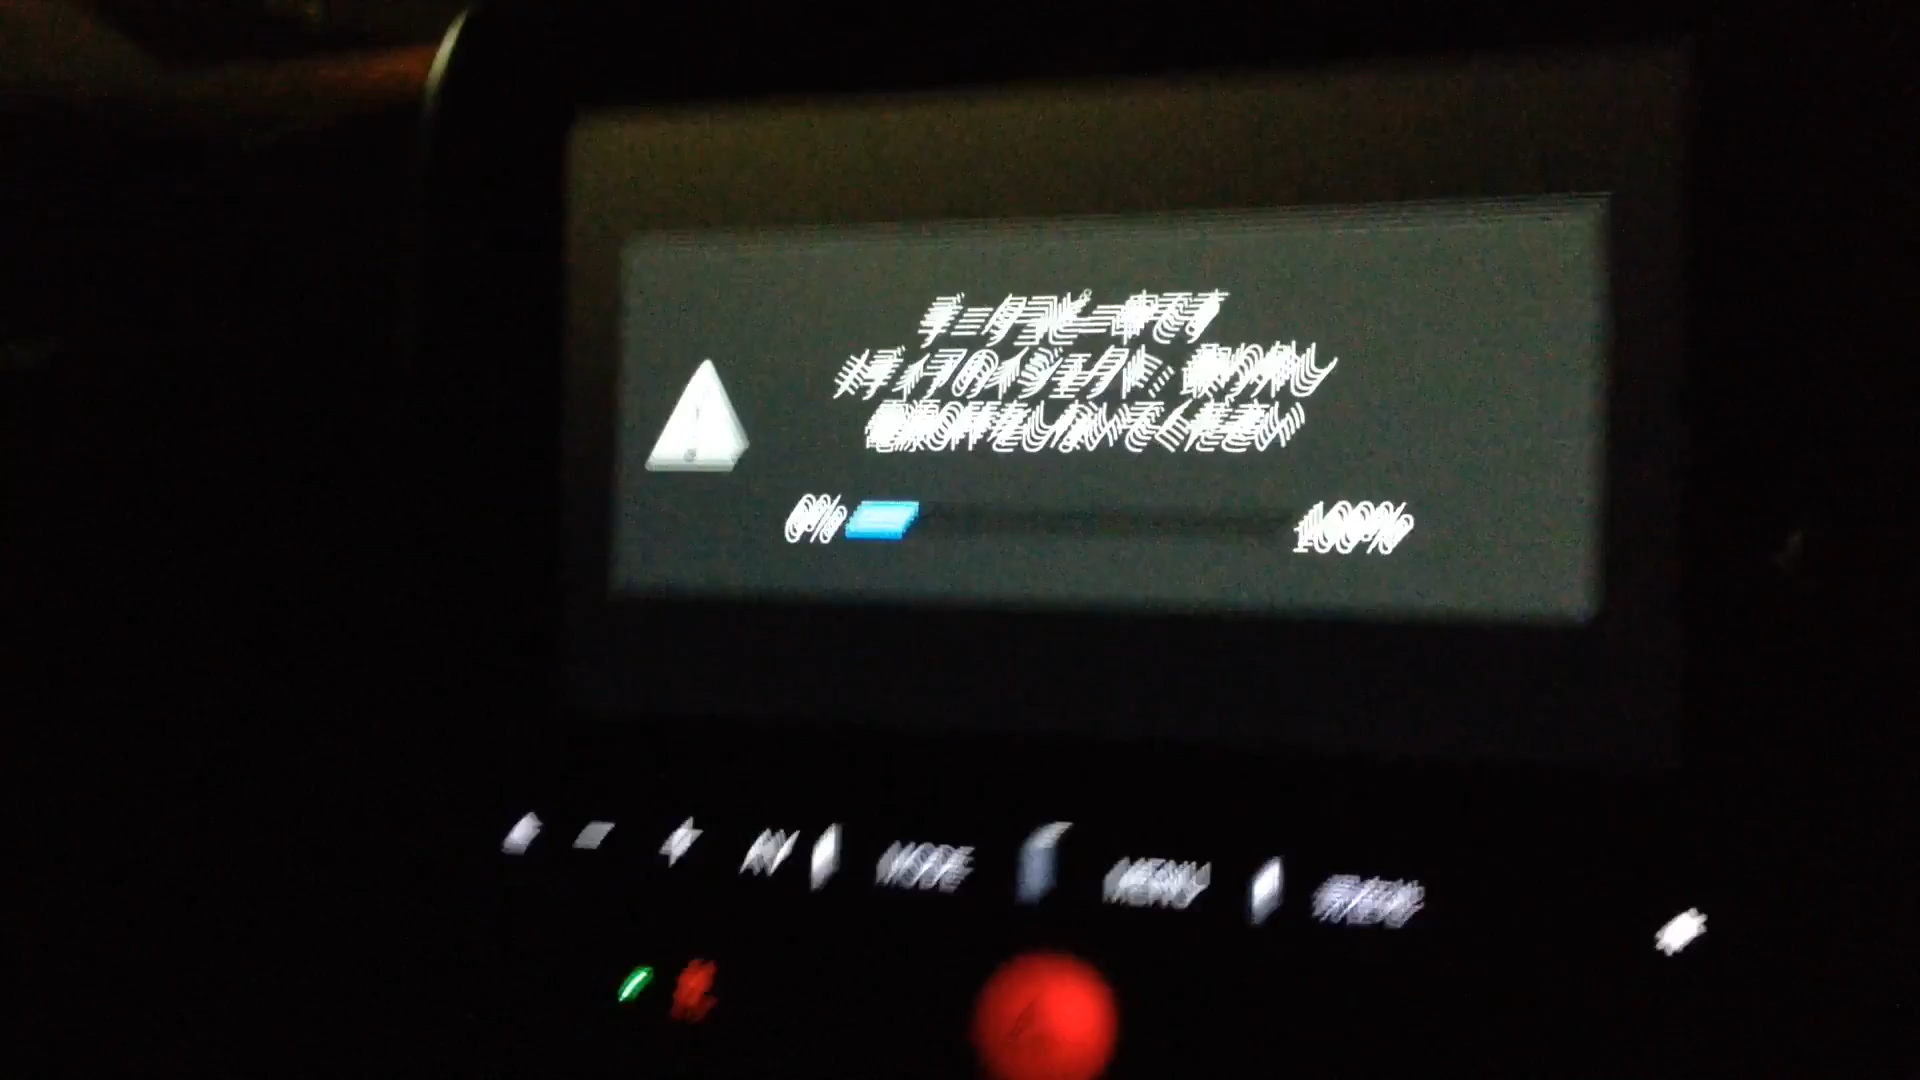 データコピー中です
メディアのイジェクト、取り外し
電源OFFをしないでください
0% 100%
AV MODE MENU